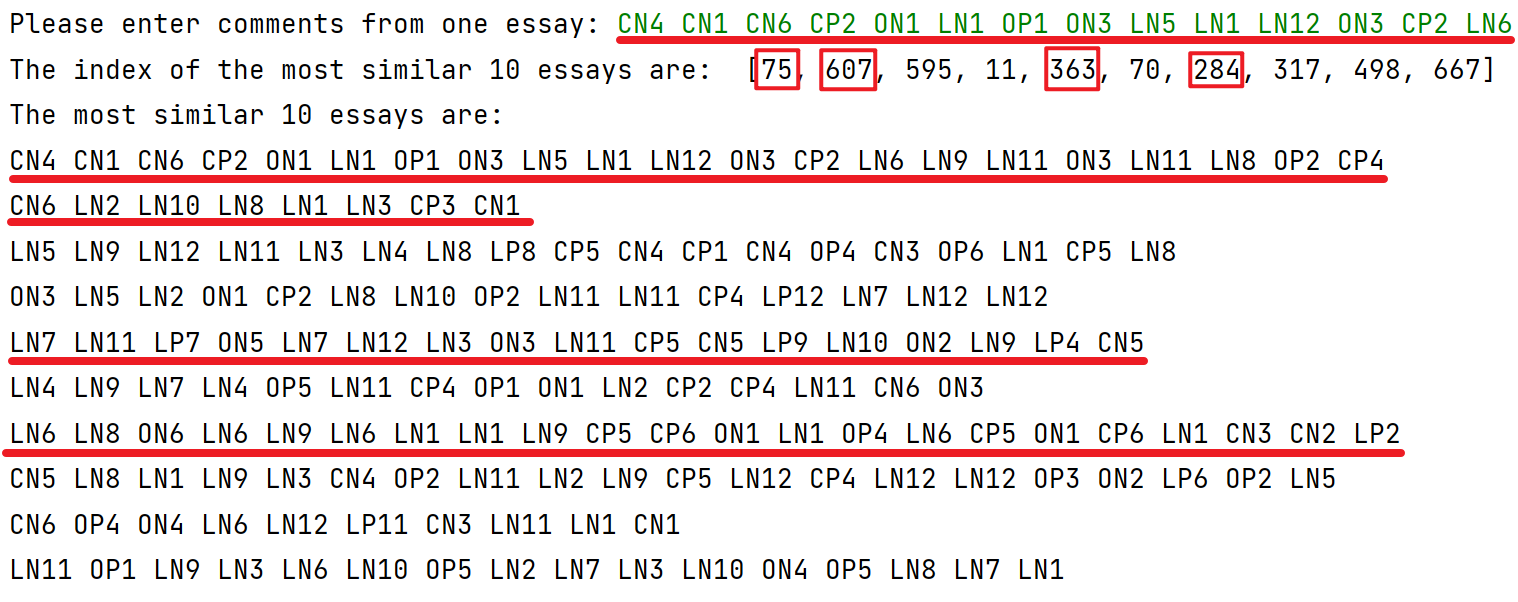 Please enter comments from one essay: CN4 CN1 CN6 CP2 ON1 LN1 OP1 ON3 LN5 LN1 LN12 ON3 CP2 LN6
The index of the most similar 10 essays are: [75, 607, 595, 11, 363, 70, 284, 317, 498, 667]
The most similar 10 essays are:
CN4 CN1 CN6 CP2 ON1 LN1 OP1 ON3 LN5 LN1 LN12 ON3 CP2 LN6 LN9 LN11 ON3 LN11 LN8 OP2 CP4
CN6 LN2 LN10 LN8 LN1 LN3 CP3 CN1
LN5 LN9 LN12 LN11 LN3 LN4 LN8 LP8 CP5 CN4 CP1 CN4 OP4 CN3 OP6 LN1 CP5 LN8
ON3 LN5 LN2 ON1 CP2 LN8 LN10 OP2 LN11 LN11 CP4 LP12 LN7 LN12 LN12
LN7 LN11 LP7 ON5 LN7 LN12 LN3 ON3 LN11 CP5 CN5 LP9 LN10 ON2 LN9 LP4 CN5
LN4 LN9 LN7 LN4 OP5 LN11 CP4 OP1 ON1 LN2 CP2 CP4 LN11 CN6 ON3
LN6 LN8 ON6 LN6 LN9 LN6 LN1 LN1 LN9 CP5 CP6 ON1 LN1 OP4 LN6 CP5 ON1 CP6 LN1 CN3 CN2 LP2
CN5 LN8 LN1 LN9 LN3 CN4 OP2 LN11 LN2 LN9 CP5 LN12 CP4 LN12 LN12 OP3 ON2 LP6 OP2 LN5
CN6 OP4 ON4 LN6 LN12 LP11 CN3 LN11 LN1 CN1
LN11 OP1 LN9 LN3 LN6 LN10 OP5 LN2 LN7 LN3 LN10 ON4 OP5 LN8 LN7 LN1